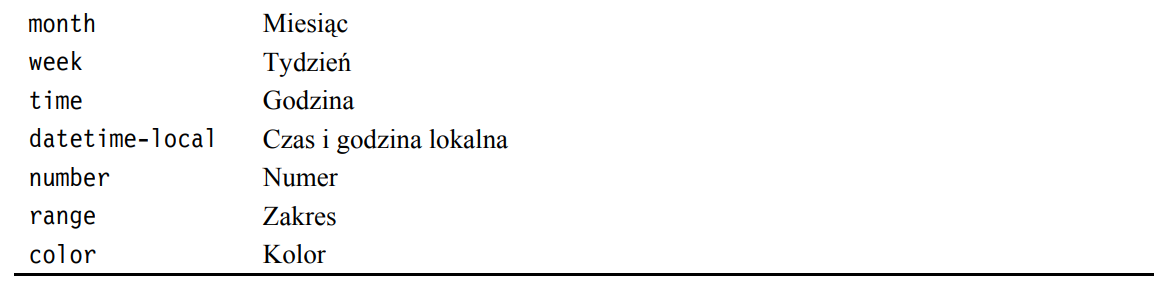 month Miesiąc
week Tydzień
time Godzina
datetime-local Czas i godzina lokalna
number Numer
range Zakres
color Kolor